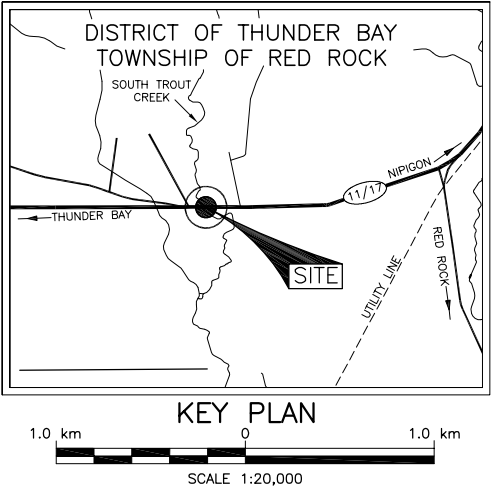 DISTRICT OF THUNDER BAY
TOWNSHIP OF RED ROCK
SOUTH TROUT
CREEK
NIPIGON
11/17
THUNDER BAY
RED ROCK
SITE
UTILITY LINE
KEY PLAN
1.0 km 0 1.0 km
SCALE 1:20,000